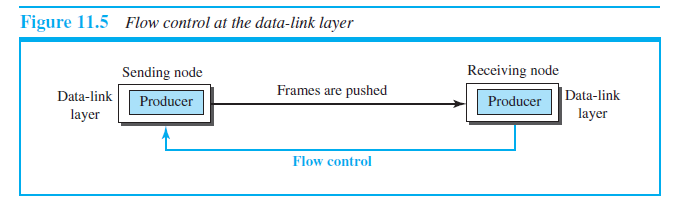 Figure 11.5 Flow control at the data-link layer
Sending node
Receiving node
Data-link
layer
Producer
Frames are pushed
Producer
Data-link
layer
Flow control